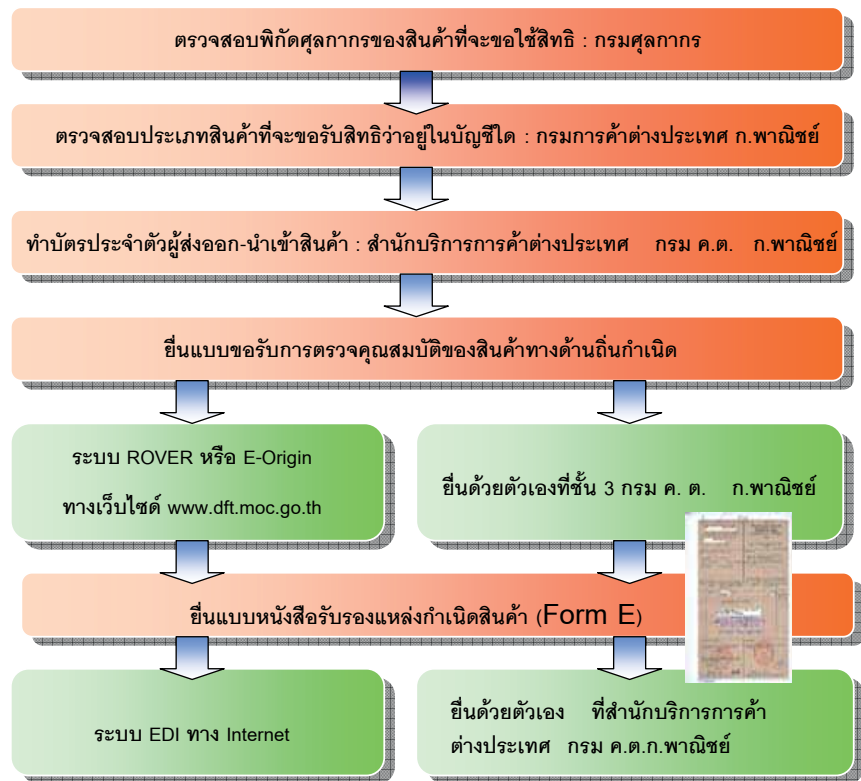 ตรวจสอบพิกัดศุลกากรของสินค้าที่จะขอใช้สิทธิ : กรมศุลกากร
ตรวจสอบประเภทสินค้าที่จะขอรับสิทธิว่าอยู่ในบัญชีใด : กรมการค้าต่างประเทศ ก.พาณิชย์
ทำบัตรประจำตัวผู้ส่งออก-นำเข้าสินค้า : สำนักบริการการค้าต่างประเทศ กรม ค.ต. ก.พาณิชย์
ยื่นแบบขอรับการตรวจคุณสมบัติของสินค้าทางด้านถิ่นกำเนิด
ระบบ ROVER หรือ E-Origin
ทางเว็บไซด์ www.dft.moc.go.th
ยื่นด้วยตัวเองที่ชั้น 3 กรม ค. ต. ก.พาณิชย์
ยื่นแบบหนังสือรับรองแหล่งกำเนิดสินค้า (Form E)
ระบบ EDI ทาง Internet
ยื่นด้วยตัวเอง ที่สำนักบริการการค้า
ต่างประเทศ กรม ค.ต.ก.พาณิชย์